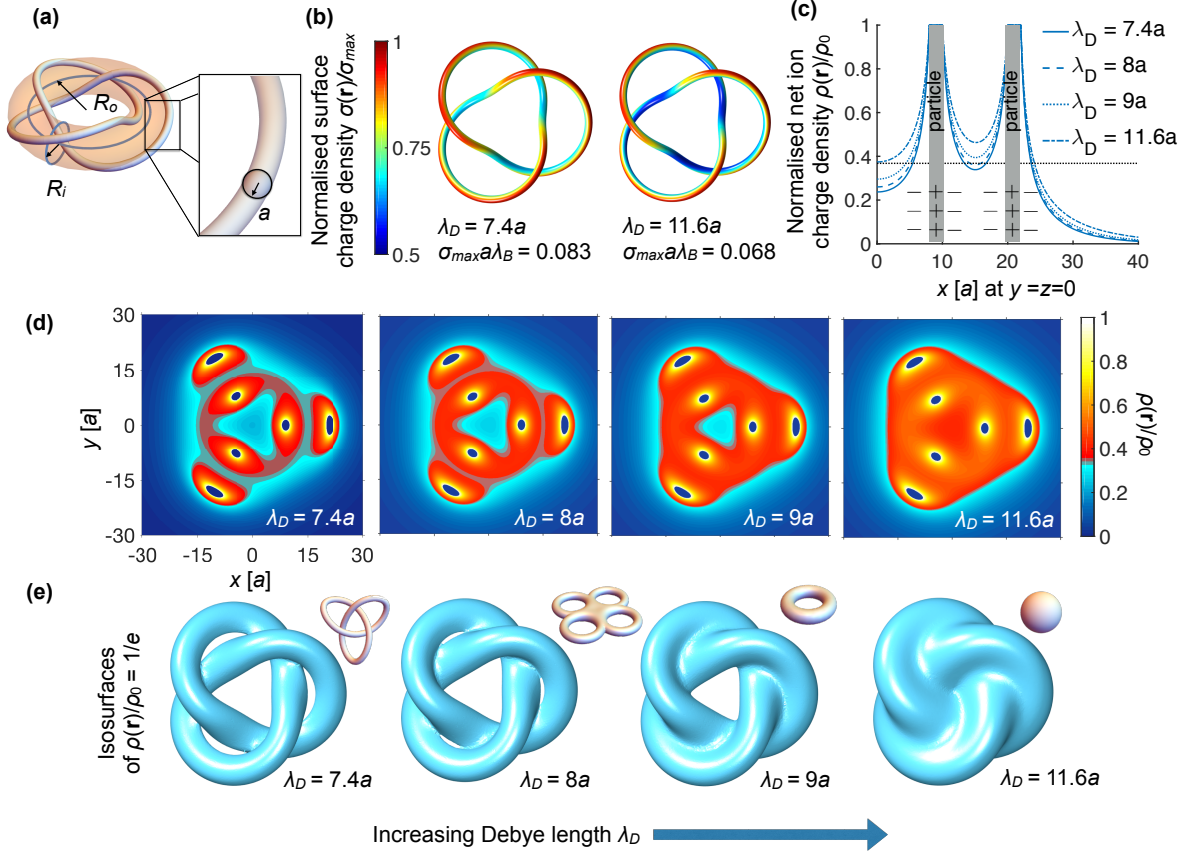 (a)
R_o
R_i
a
(b)
Normalised surface
charge density σ(r)/σ_max
1
0.75
0.5
λ_D = 7.4a
σ_maxaλ_B = 0.083
λ_D = 11.6a
σ_maxaλ_B = 0.068
(c)
Normalised net ion
charge density ρ(r)/ρ_0
1
0.8
0.6
0.4
0.2
0
0 10 20 30 40
x [a] at y =z=0
particle
particle
λ_D = 7.4a
λ_D = 8a
λ_D = 9a
λ_D = 11.6a
− + − − + −
− + − − + −
− + − − + −
(d)
y [a]
30
15
0
-15
-30
-30 -15 0 15 30
x [a]
λ_D = 7.4a
λ_D = 8a
λ_D = 9a
λ_D = 11.6a
1
0.8
0.6
0.4
0.2
0
ρ(r)/ρ_0
(e)
Isosurfaces
of ρ(r)/ρ_0 = 1/e
λ_D = 7.4a
λ_D = 8a
λ_D = 9a
λ_D = 11.6a
Increasing Debye length λ_D